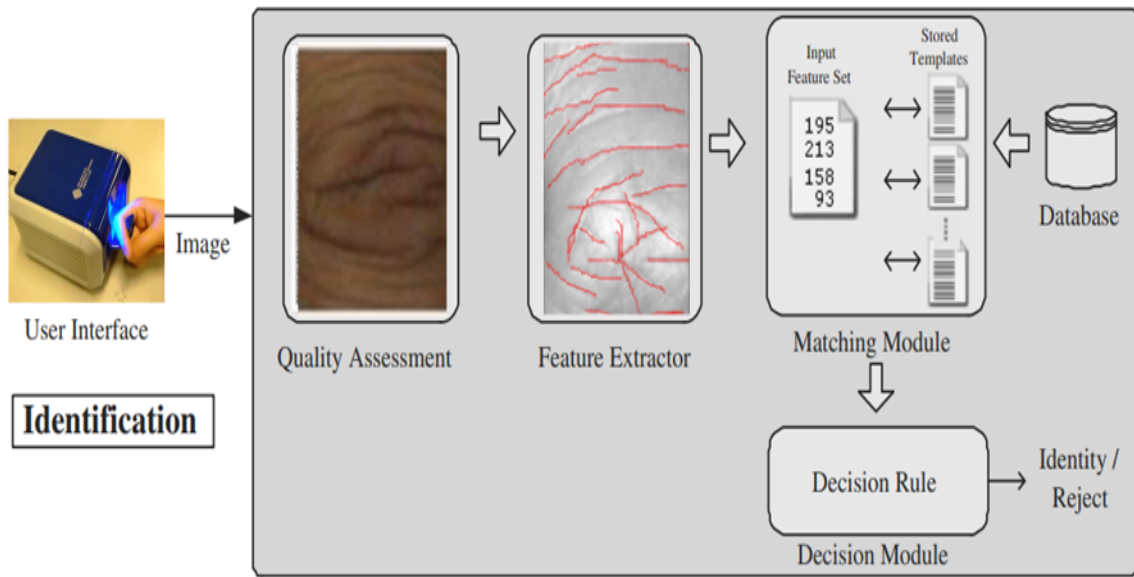 Input
Feature Set
195
213
158
93
Stored
Templates
Database
Image
User Interface
Quality Assessment
Feature Extractor
Matching Module
Identification
Decision Rule
Identity /
Reject
Decision Module